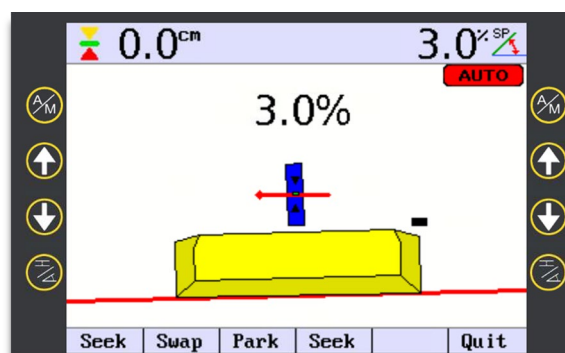 0.0cm
3.0% SP
AUTO
3.0%
A/M
A/M
H/A
H/A
Seek Swap Park Seek Quit